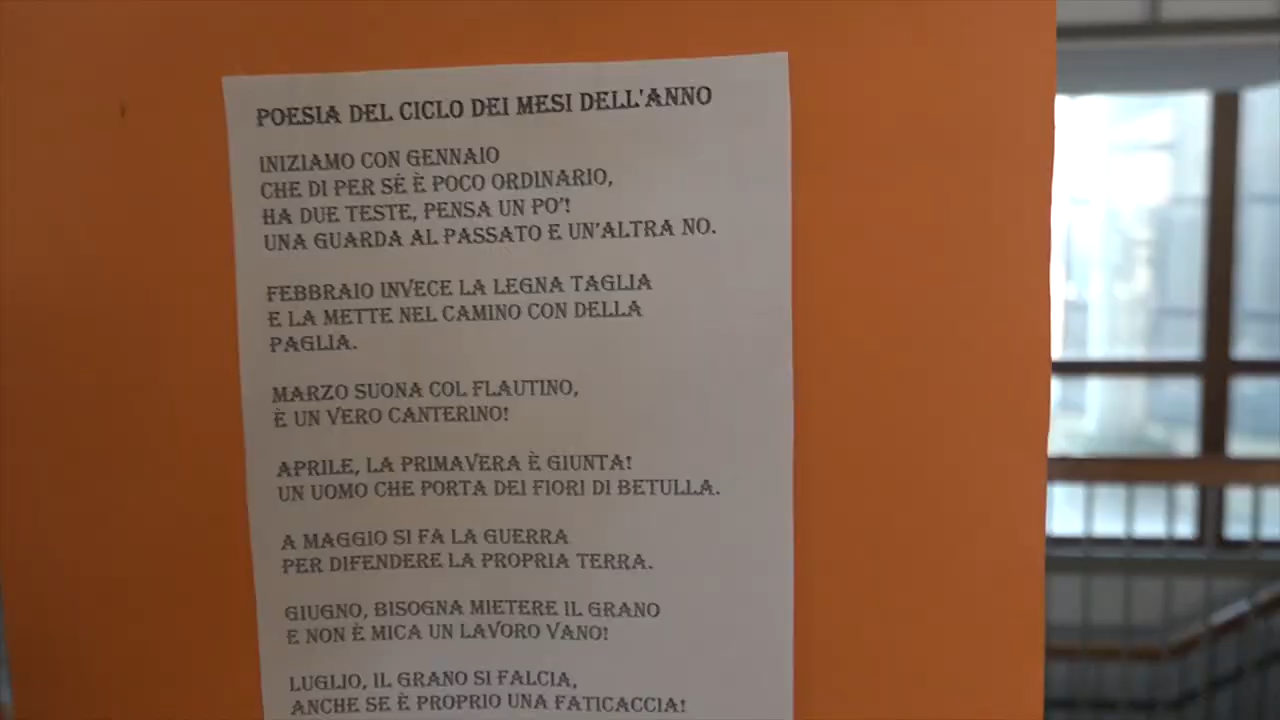 POESIA DEL CICLO DEI MESI DELL'ANNO
INIZIAMO CON GENNAIO
CHE DI PER SÉ È POCO ORDINARIO,
HA DUE TESTE, PENSA UN PO'!
UNA GUARDA AL PASSATO E UN'ALTRA NO.
FEBBRAIO INVECE LA LEGNA TAGLIA
E LA METTE NEL CAMINO CON DELLA
PAGLIA.
MARZO SUONA COL FLAUTINO,
È UN VERO CANTERINO!
APRILE, LA PRIMAVERA È GIUNTA!
UN UOMO CHE PORTA DEI FIORI DI BETULLA.
A MAGGIO SI FA LA GUERRA
PER DIFENDERE LA PROPRIA TERRA.
GIUGNO, BISOGNA MIETERE IL GRANO
E NON È MICA UN LAVORO VANO!
LUGLIO, IL GRANO SI FALCIA,
ANCHE SE È PROPRIO UNA FATICACCIA!